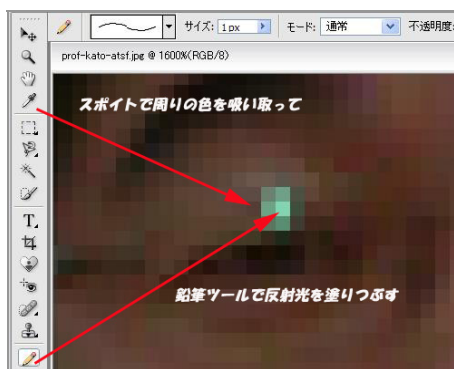 サイズ: 1px モード: 通常 不透明度:
prof-kato-atsf.jpg @ 1600%(RGB/8)
スポイトで周りの色を吸い取って
鉛筆ツールで反射光を塗りつぶす